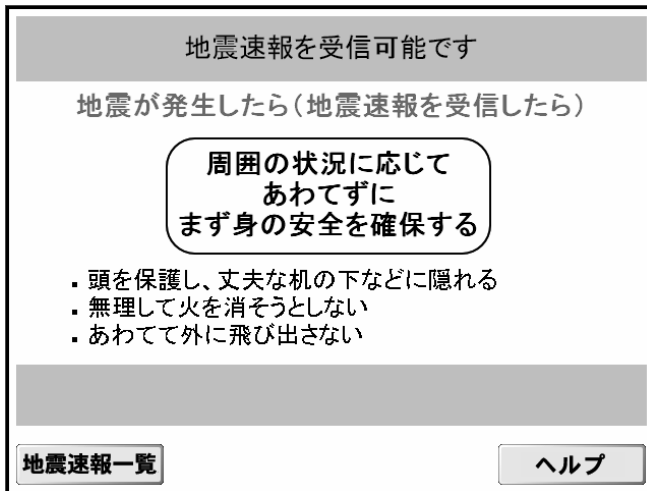 地震速報を受信可能です
地震が発生したら(地震速報を受信したら)
周囲の状況に応じて
あわてずに
まず身の安全を確保する
▪ 頭を保護し、丈夫な机の下などに隠れる
▪ 無理して火を消そうとしない
▪ あわてて外に飛び出さない
地震速報一覧
ヘルプ